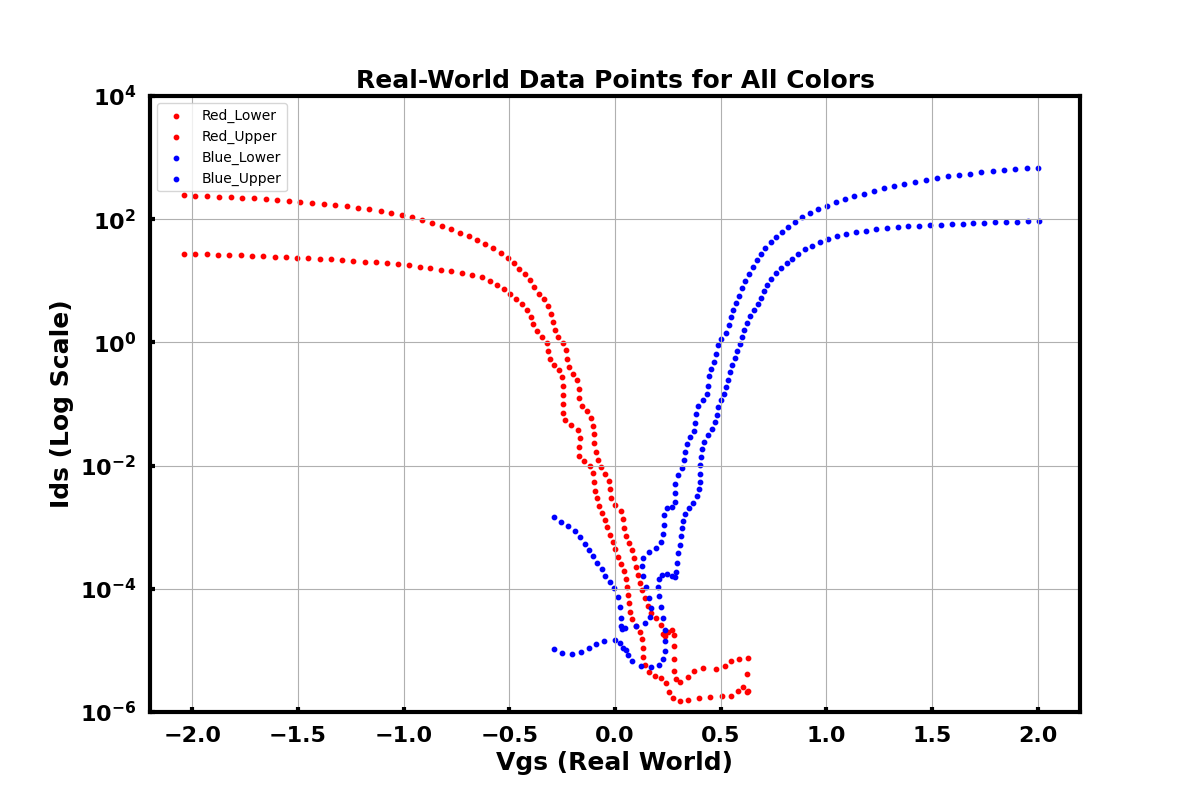 Real-World Data Points for All Colors
10^4
Red_Lower
Red_Upper
Blue_Lower
Blue_Upper
10^2
10^0
10^−2
10^−4
10^−6
Ids (Log Scale)
−2.0 −1.5 −1.0 −0.5 0.0 0.5 1.0 1.5 2.0
Vgs (Real World)